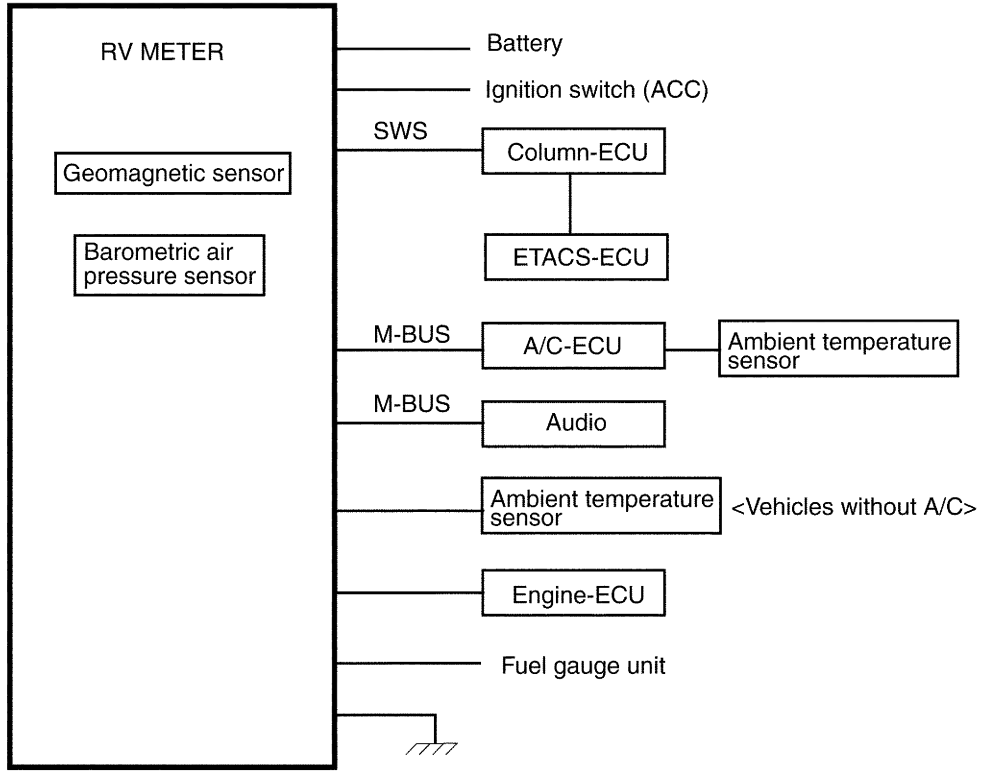 RV METER
Geomagnetic sensor
Barometric air
pressure sensor
Battery
Ignition switch (ACC)
SWS
Column-ECU
ETACS-ECU
M-BUS
A/C-ECU
Ambient temperature
sensor
M-BUS
Audio
Ambient temperature
sensor
<Vehicles without A/C>
Engine-ECU
Fuel gauge unit